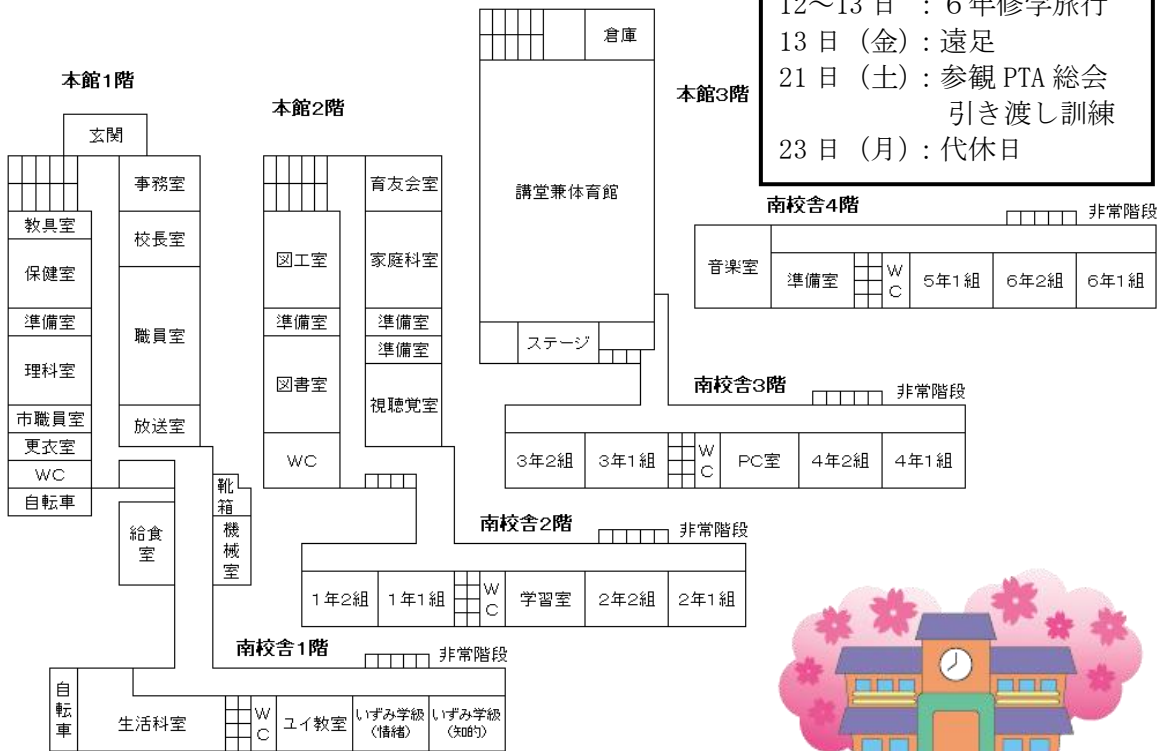 12～13日 ：６年修学旅行
13日（金）：遠足
21日（土）：参観PTA総会
引き渡し訓練
23日（月）：代休日
本館1階
玄関
事務室
教具室
校長室
保健室
準備室
職員室
理科室
市職員室
放送室
更衣室
WC
自転車
靴箱
給食室
機械室
本館2階
育友会室
図工室
家庭科室
準備室
準備室
準備室
図書室
視聴覚室
WC
本館3階
倉庫
講堂兼体育館
ステージ
南校舎4階
非常階段
音楽室
準備室
WC
5年1組
6年2組
6年1組
南校舎3階
非常階段
3年2組
3年1組
WC
PC室
4年2組
4年1組
南校舎2階
非常階段
1年2組
1年1組
WC
学習室
2年2組
2年1組
南校舎1階
非常階段
自転車
生活科室
WC
ユイ教室
いずみ学級
(情緒)
いずみ学級
(知的)